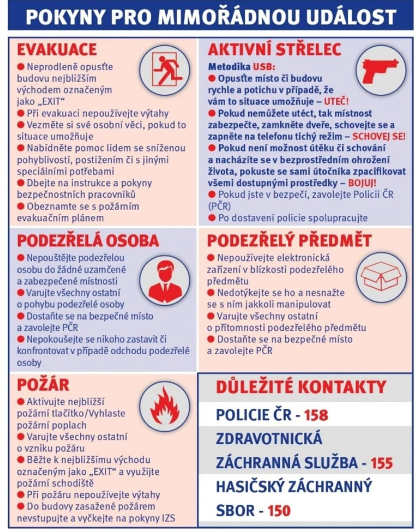 POKYNY PRO MIMOŘÁDNOU UDÁLOST
EVAKUACE
● Neprodleně opusťte
budovu nejbližším
východem označeným
jako „EXIT“
● Při evakuaci nepoužívejte výtahy
● Vezměte si své osobní věci, pokud to
situace umožňuje
● Nabídněte pomoc lidem se sníženou
pohyblivostí, postižením či s jinými
speciálními potřebami
● Dbejte na instrukce a pokyny
bezpečnostních pracovníků
● Obeznamte se s požárním
evakuačním plánem
AKTIVNÍ STŘELEC
Metodika USB:
● Opusťte místo či budovu
rychle a potichu v případě, že
vám to situace umožňuje – UTEČ!
● Pokud nemůžete utéct, tak místnost
zabezpečte, zamkněte dveře, schovejte se a
zapněte na telefonu tichý režim – SCHOVEJ SE!
● Pokud není možnost útěku či schování
a nacházíte se v bezprostředním ohrožení
života, pokuste se sami útočníka zpacifikovat
všemi dostupnými prostředky – BOJUJ!
● Pokud jste v bezpečí, zavolejte Policii ČR
(PČR)
● Po dostavení policie spolupracujte
PODEZŘELÁ OSOBA
● Nepouštějte podezřelou
osobu do žádné uzamčené
a zabezpečené místnosti
● Varujte všechny ostatní
o pohybu podezřelé osoby
● Dostaňte se na bezpečné místo
a zavolejte PČR
● Nepokoušejte se nikoho zastavit či
konfrontovat v případě odchodu podezřelé
osoby
PODEZŘELÝ PŘEDMĚT
● Nepoužívejte elektronická
zařízení v blízkosti podezřelého
předmětu
● Nedotýkejte se ho a nesnažte
se s ním jakkoli manipulovat
● Varujte všechny ostatní
o přítomnosti podezřelého předmětu
● Dostaňte se na bezpečné místo
a zavolejte PČR
POŽÁR
● Aktivujte nejbližší
požární tlačítko/Vyhlaste
požární poplach
● Varujte všechny ostatní
o vzniku požáru
● Běžte k nejbližšímu východu
označeným jako „EXIT“ a využijte
požární schodiště
● Při požáru nepoužívejte výtahy
● Do budovy zasažené požárem
nevstupujte a vyčkejte na pokyny IZS
DŮLEŽITÉ KONTAKTY
POLICIE ČR - 158
ZDRAVOTNICKÁ
ZÁCHRANNÁ SLUŽBA - 155
HASIČSKÝ ZÁCHRANNÝ
SBOR - 150